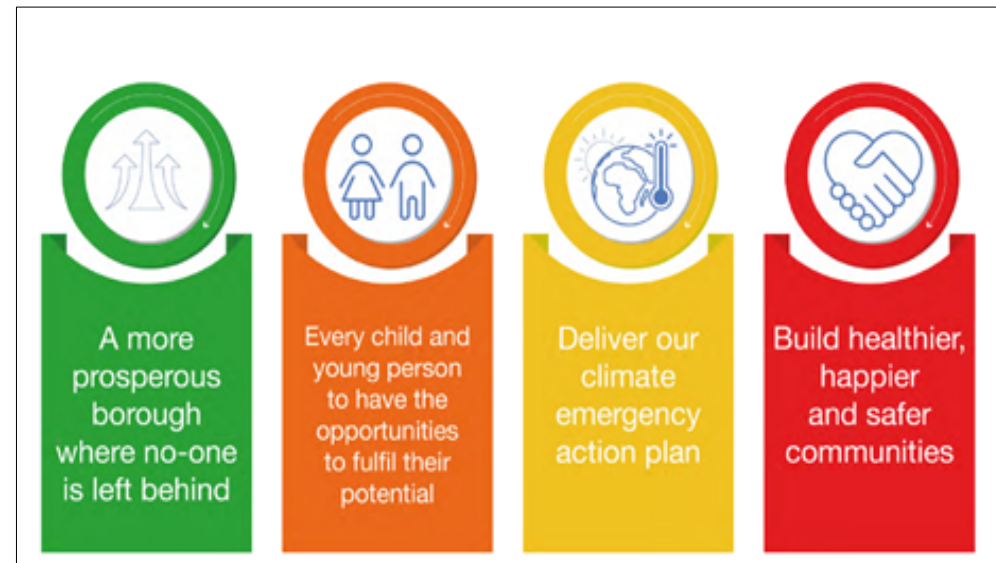 A more
prosperous
borough
where no-one
is left behind
Every child and
young person
to have the
opportunities
to fulfil their
potential
Deliver our
climate
emergency
action plan
Build healthier,
happier
and safer
communities